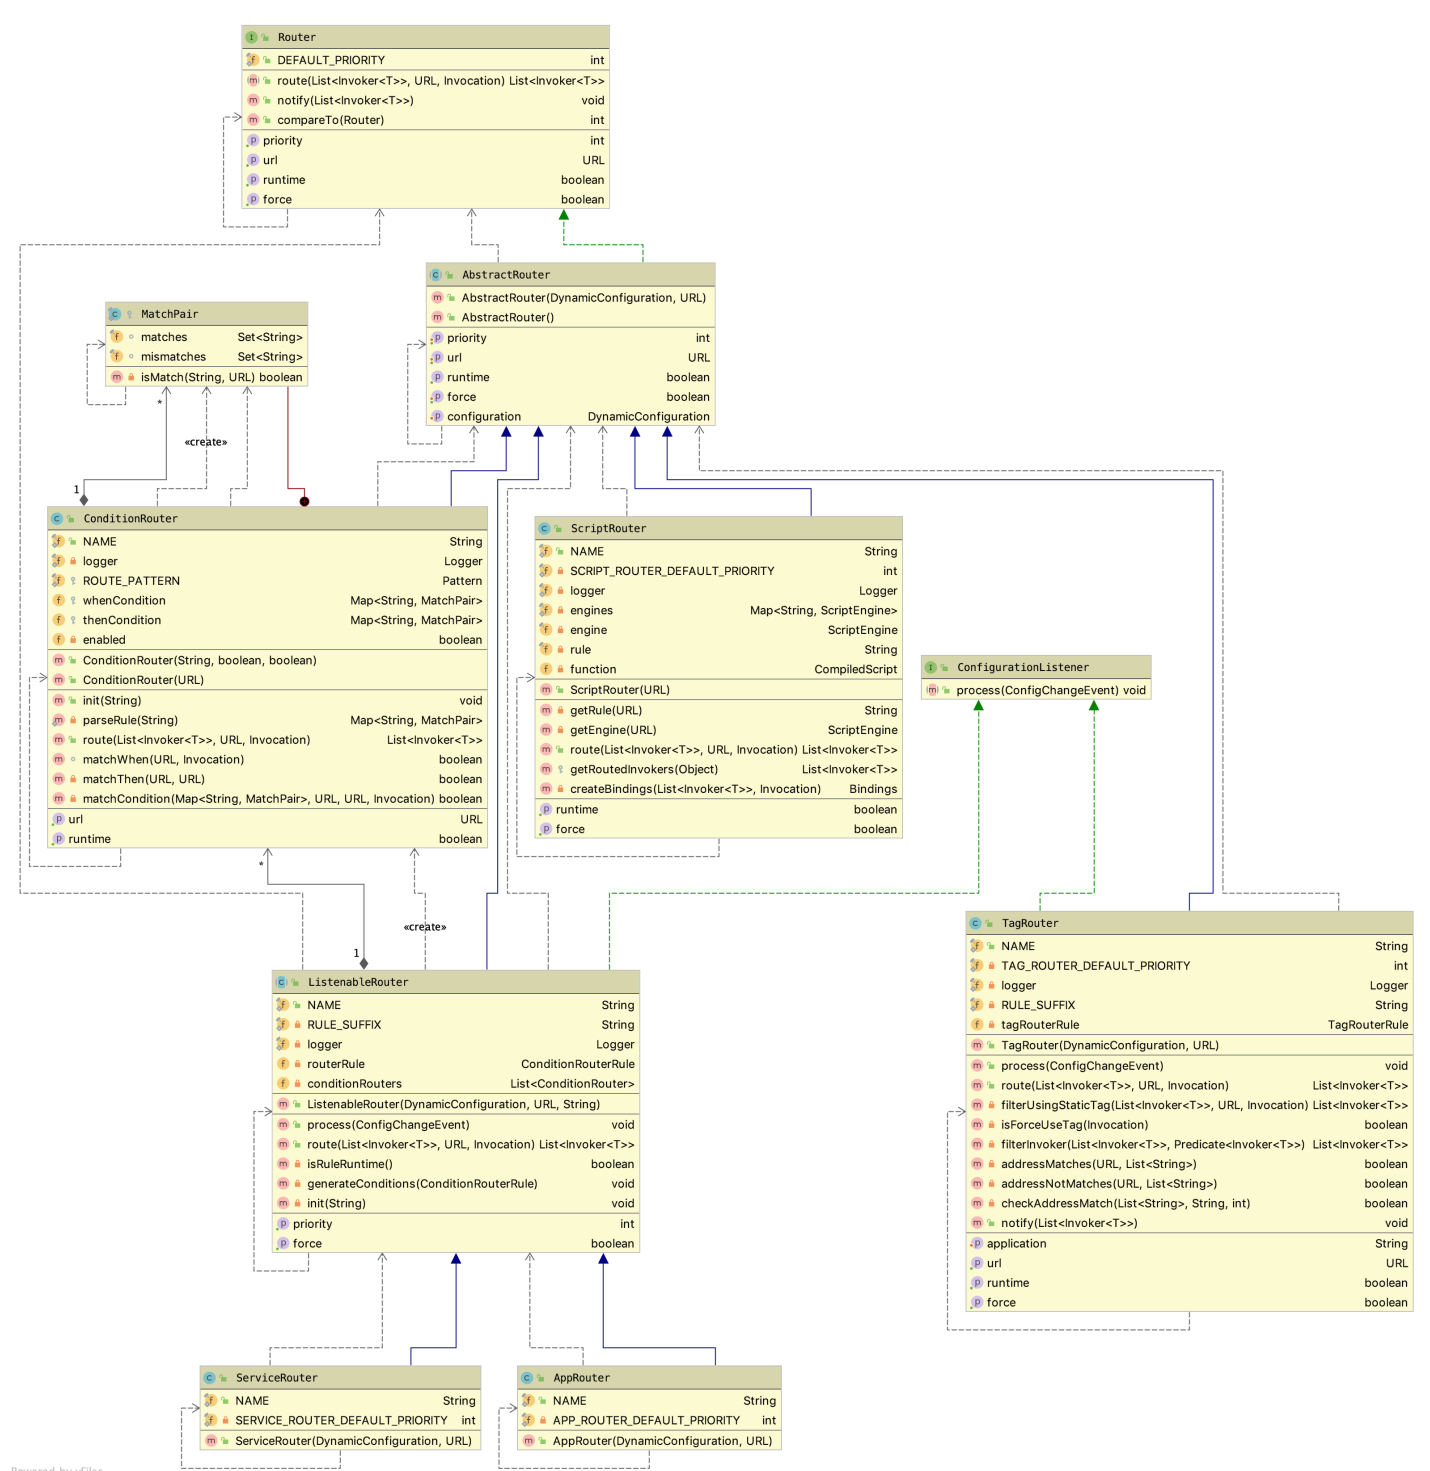 Router
DEFAULT_PRIORITY int
route(List<Invoker<T>>, URL, Invocation) List<Invoker<T>>
notify(List<Invoker<T>>) void
compareTo(Router) int
priority int
url URL
runtime boolean
force boolean
AbstractRouter
AbstractRouter(DynamicConfiguration, URL)
AbstractRouter()
priority int
url URL
runtime boolean
force boolean
configuration DynamicConfiguration
MatchPair
matches Set<String>
mismatches Set<String>
isMatch(String, URL) boolean
*
«create»
1
ConditionRouter
NAME String
logger Logger
ROUTE_PATTERN Pattern
whenCondition Map<String, MatchPair>
thenCondition Map<String, MatchPair>
enabled boolean
ConditionRouter(String, boolean, boolean)
ConditionRouter(URL)
init(String) void
parseRule(String) Map<String, MatchPair>
route(List<Invoker<T>>, URL, Invocation) List<Invoker<T>>
matchWhen(URL, Invocation) boolean
matchThen(URL, URL) boolean
matchCondition(Map<String, MatchPair>, URL, URL, Invocation) boolean
url URL
runtime boolean
ScriptRouter
NAME String
SCRIPT_ROUTER_DEFAULT_PRIORITY int
logger Logger
engines Map<String, ScriptEngine>
engine ScriptEngine
rule String
function CompiledScript
ScriptRouter(URL)
getRule(URL) String
getEngine(URL) ScriptEngine
route(List<Invoker<T>>, URL, Invocation) List<Invoker<T>>
getRoutedInvokers(Object) List<Invoker<T>>
createBindings(List<Invoker<T>>, Invocation) Bindings
runtime boolean
force boolean
ConfigurationListener
process(ConfigChangeEvent) void
*
«create»
1
ListenableRouter
NAME String
RULE_SUFFIX String
logger Logger
routerRule ConditionRouterRule
conditionRouters List<ConditionRouter>
ListenableRouter(DynamicConfiguration, URL, String)
process(ConfigChangeEvent) void
route(List<Invoker<T>>, URL, Invocation) List<Invoker<T>>
isRuleRuntime() boolean
generateConditions(ConditionRouterRule) void
init(String) void
priority int
force boolean
TagRouter
NAME String
TAG_ROUTER_DEFAULT_PRIORITY int
logger Logger
RULE_SUFFIX String
tagRouterRule TagRouterRule
TagRouter(DynamicConfiguration, URL)
process(ConfigChangeEvent) void
route(List<Invoker<T>>, URL, Invocation) List<Invoker<T>>
filterUsingStaticTag(List<Invoker<T>>, URL, Invocation) List<Invoker<T>>
isForceUseTag(Invocation) boolean
filterInvoker(List<Invoker<T>>, Predicate<Invoker<T>>) List<Invoker<T>>
addressMatches(URL, List<String>) boolean
addressNotMatches(URL, List<String>) boolean
checkAddressMatch(List<String>, String, int) boolean
notify(List<Invoker<T>>) void
application String
url URL
runtime boolean
force boolean
ServiceRouter
NAME String
SERVICE_ROUTER_DEFAULT_PRIORITY int
ServiceRouter(DynamicConfiguration, URL)
AppRouter
NAME String
APP_ROUTER_DEFAULT_PRIORITY int
AppRouter(DynamicConfiguration, URL)
Powered by yFiles